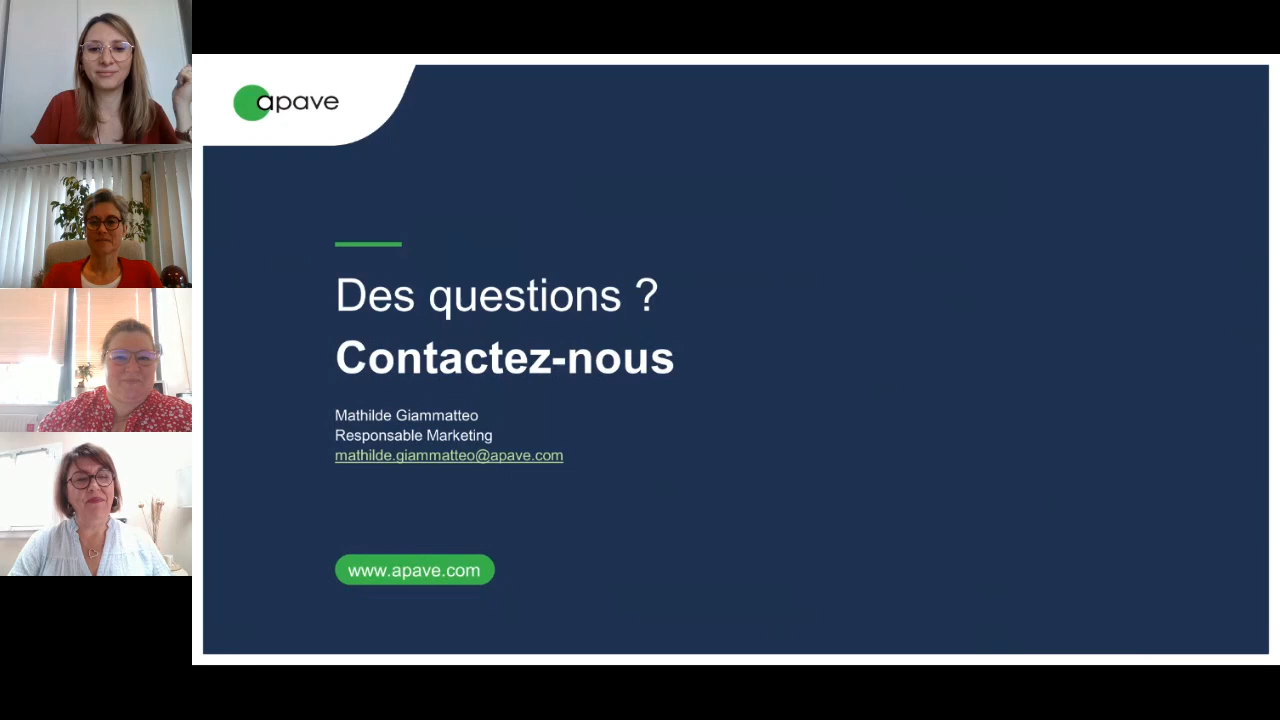 apave
Des questions ?
Contactez-nous
Mathilde Giammatteo
Responsable Marketing
mathilde.giammatteo@apave.com
www.apave.com